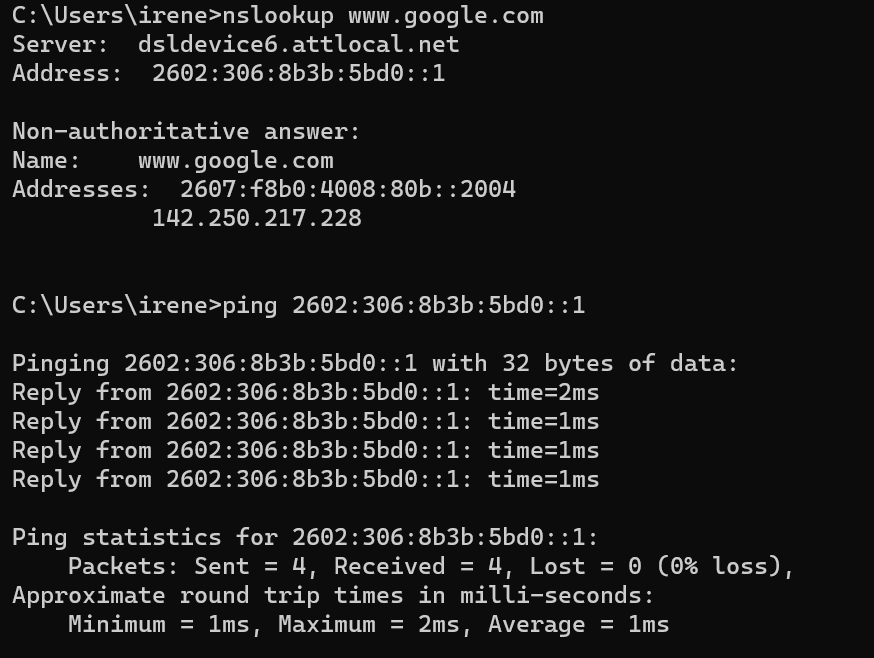 C:\Users\irene>nslookup www.google.com
Server:  dsldevice6.attlocal.net
Address:  2602:306:8b3b:5bd0::1

Non-authoritative answer:
Name:    www.google.com
Addresses:  2607:f8b0:4008:80b::2004
          142.250.217.228


C:\Users\irene>ping 2602:306:8b3b:5bd0::1

Pinging 2602:306:8b3b:5bd0::1 with 32 bytes of data:
Reply from 2602:306:8b3b:5bd0::1: time=2ms
Reply from 2602:306:8b3b:5bd0::1: time=1ms
Reply from 2602:306:8b3b:5bd0::1: time=1ms
Reply from 2602:306:8b3b:5bd0::1: time=1ms

Ping statistics for 2602:306:8b3b:5bd0::1:
    Packets: Sent = 4, Received = 4, Lost = 0 (0% loss),
Approximate round trip times in milli-seconds:
    Minimum = 1ms, Maximum = 2ms, Average = 1ms